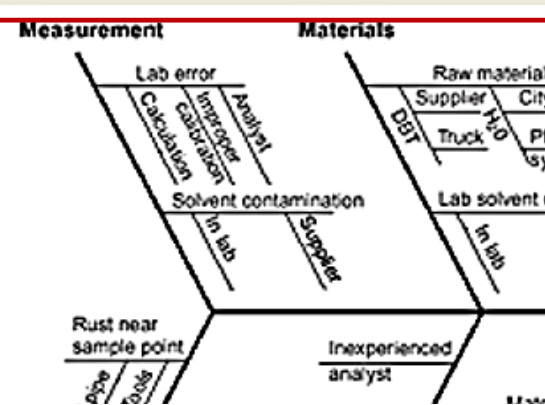 Measurement
Materials
Lab error
Calculation
Improper
calibration
Analyst
Solvent contamination
In lab
Supplier
Rust near
sample point
pipe
Raw material
DBT
Supplier
Truck
H2O
Lab solvent
In lab
Inexperienced
analyst